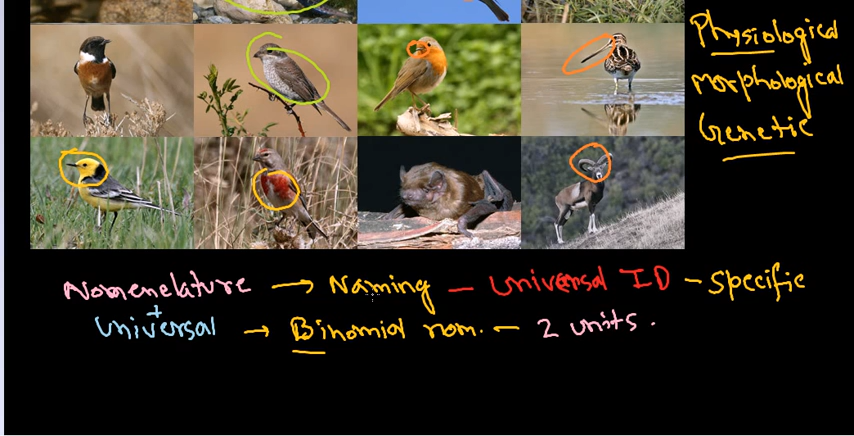 Physiological
Morphological
Genetic
Nomenclature → Naming — Universal ID - Specific
+
Universal → Binomial nom. — 2 units.